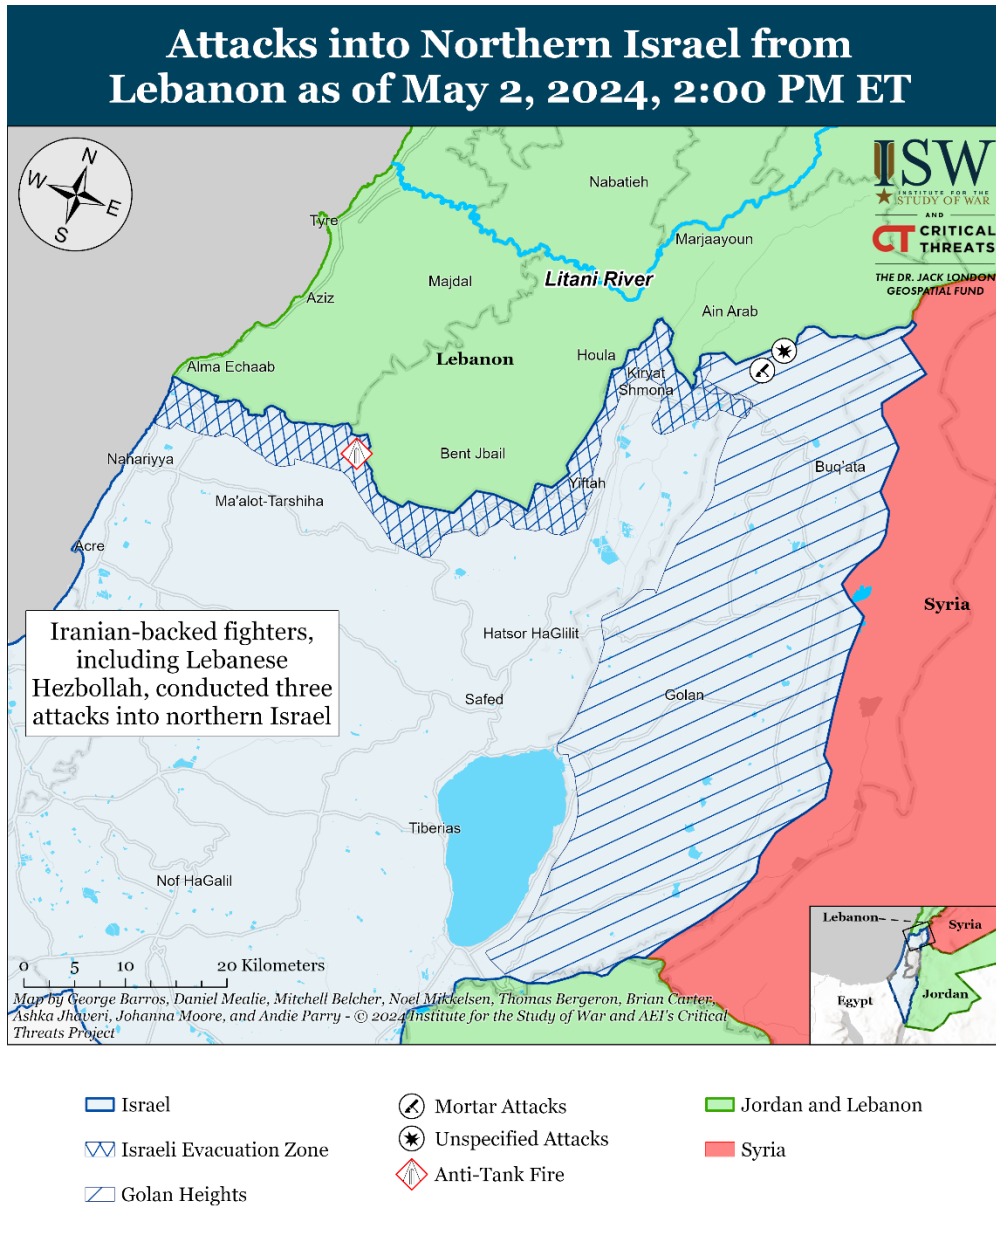 Attacks into Northern Israel from
Lebanon as of May 2, 2024, 2:00 PM ET
N
W
E
S
ISW
INSTITUTE FOR THE
STUDY OF WAR
AND
CT CRITICAL
THREATS
THE DR. JACK LONDON
GEOSPATIAL FUND
Nabatieh
Tyre
Marjaayoun
Majdal
Litani River
Aziz
Ain Arab
Lebanon
Houla
Alma Echaab
Kiryat
Shmona
Nahariyya
Bent Jbail
Buq'ata
Yiftah
Ma'alot-Tarshiha
Acre
Syria
Iranian-backed fighters,
including Lebanese
Hezbollah, conducted three
attacks into northern Israel
Hatsor HaGlilit
Safed
Golan
Tiberias
Nof HaGalil
Lebanon
Syria
Egypt
Jordan
0 5 10 20 Kilometers
Map by George Barros, Daniel Mealie, Mitchell Belcher, Noel Mikkelsen, Thomas Bergeron, Brian Carter,
Ashka Jhaveri, Johanna Moore, and Andie Parry - © 2024 Institute for the Study of War and AEI's Critical
Threats Project
Israel
Israeli Evacuation Zone
Golan Heights
Mortar Attacks
Unspecified Attacks
Anti-Tank Fire
Jordan and Lebanon
Syria